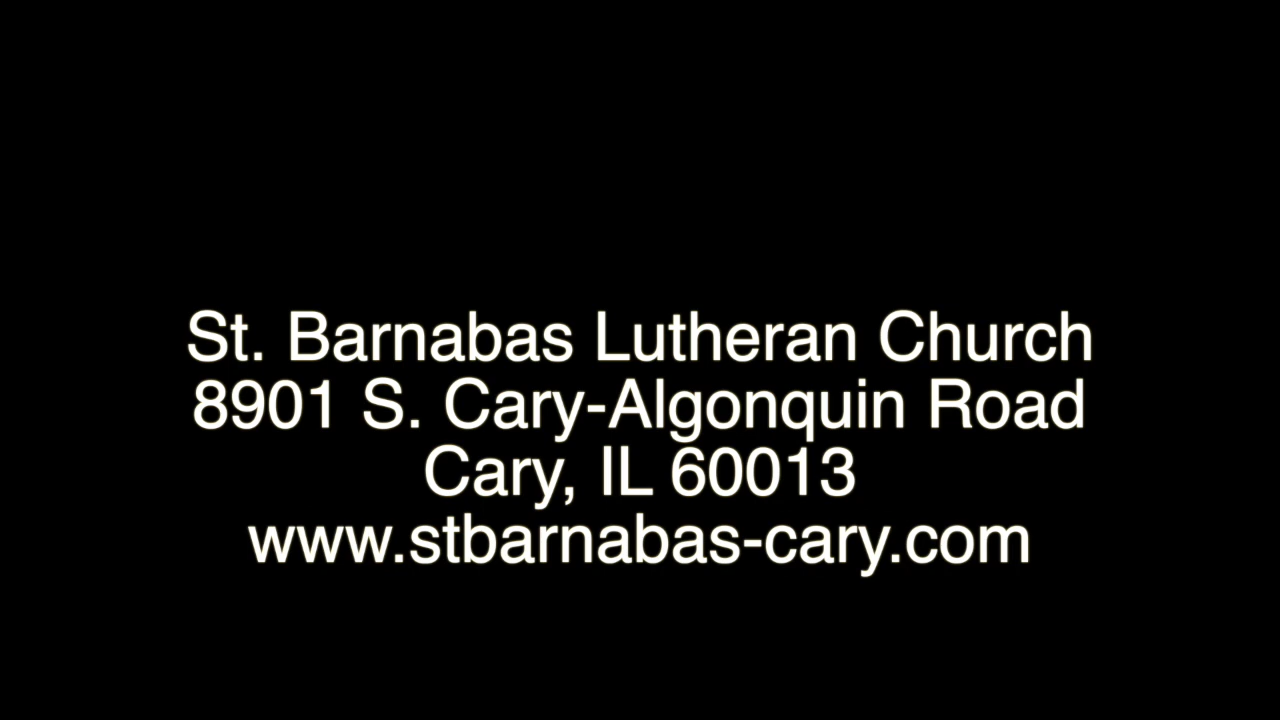 St. Barnabas Lutheran Church
8901 S. Cary-Algonquin Road
Cary, IL 60013
www.stbarnabas-cary.com